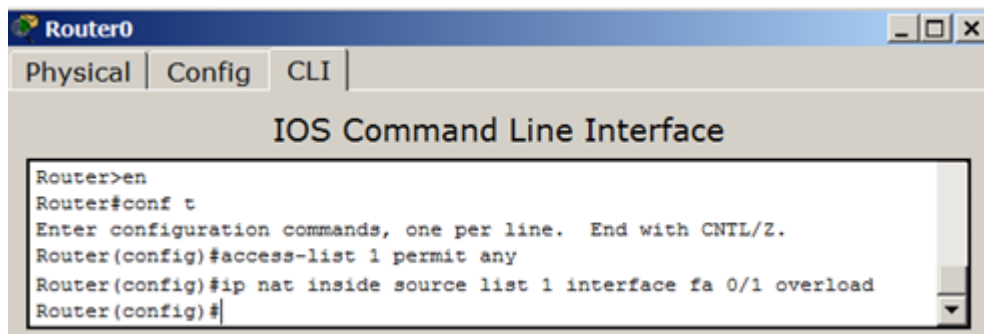 Router0
Physical Config CLI
IOS Command Line Interface
Router>en
Router#conf t
Enter configuration commands, one per line.  End with CNTL/Z.
Router(config)#access-list 1 permit any
Router(config)#ip nat inside source list 1 interface fa 0/1 overload
Router(config)#